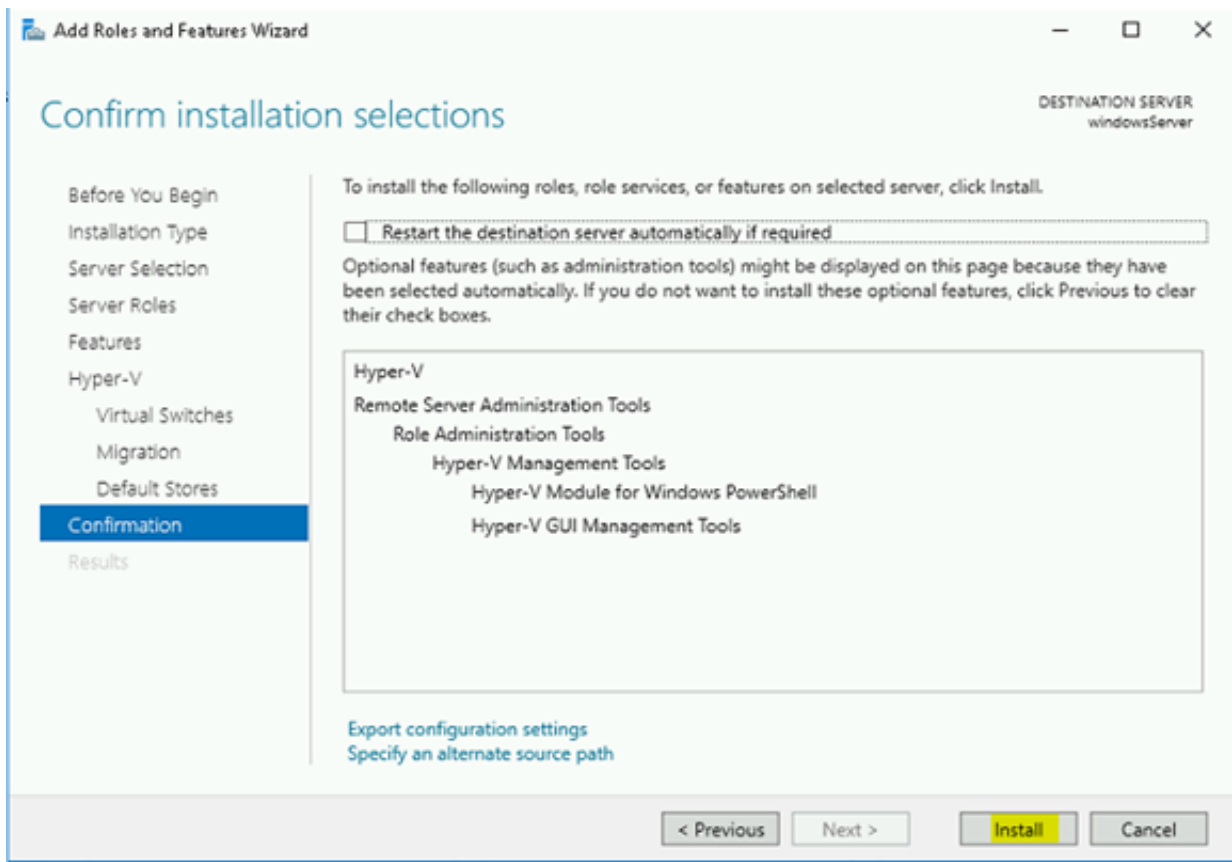 Add Roles and Features Wizard
Confirm installation selections
DESTINATION SERVER
windowsServer
Before You Begin
Installation Type
Server Selection
Server Roles
Features
Hyper-V
Virtual Switches
Migration
Default Stores
Confirmation
Results
To install the following roles, role services, or features on selected server, click Install.
Restart the destination server automatically if required
Optional features (such as administration tools) might be displayed on this page because they have
been selected automatically. If you do not want to install these optional features, click Previous to clear
their check boxes.
Hyper-V
Remote Server Administration Tools
Role Administration Tools
Hyper-V Management Tools
Hyper-V Module for Windows PowerShell
Hyper-V GUI Management Tools
Export configuration settings
Specify an alternate source path
< Previous
Next >
Install
Cancel